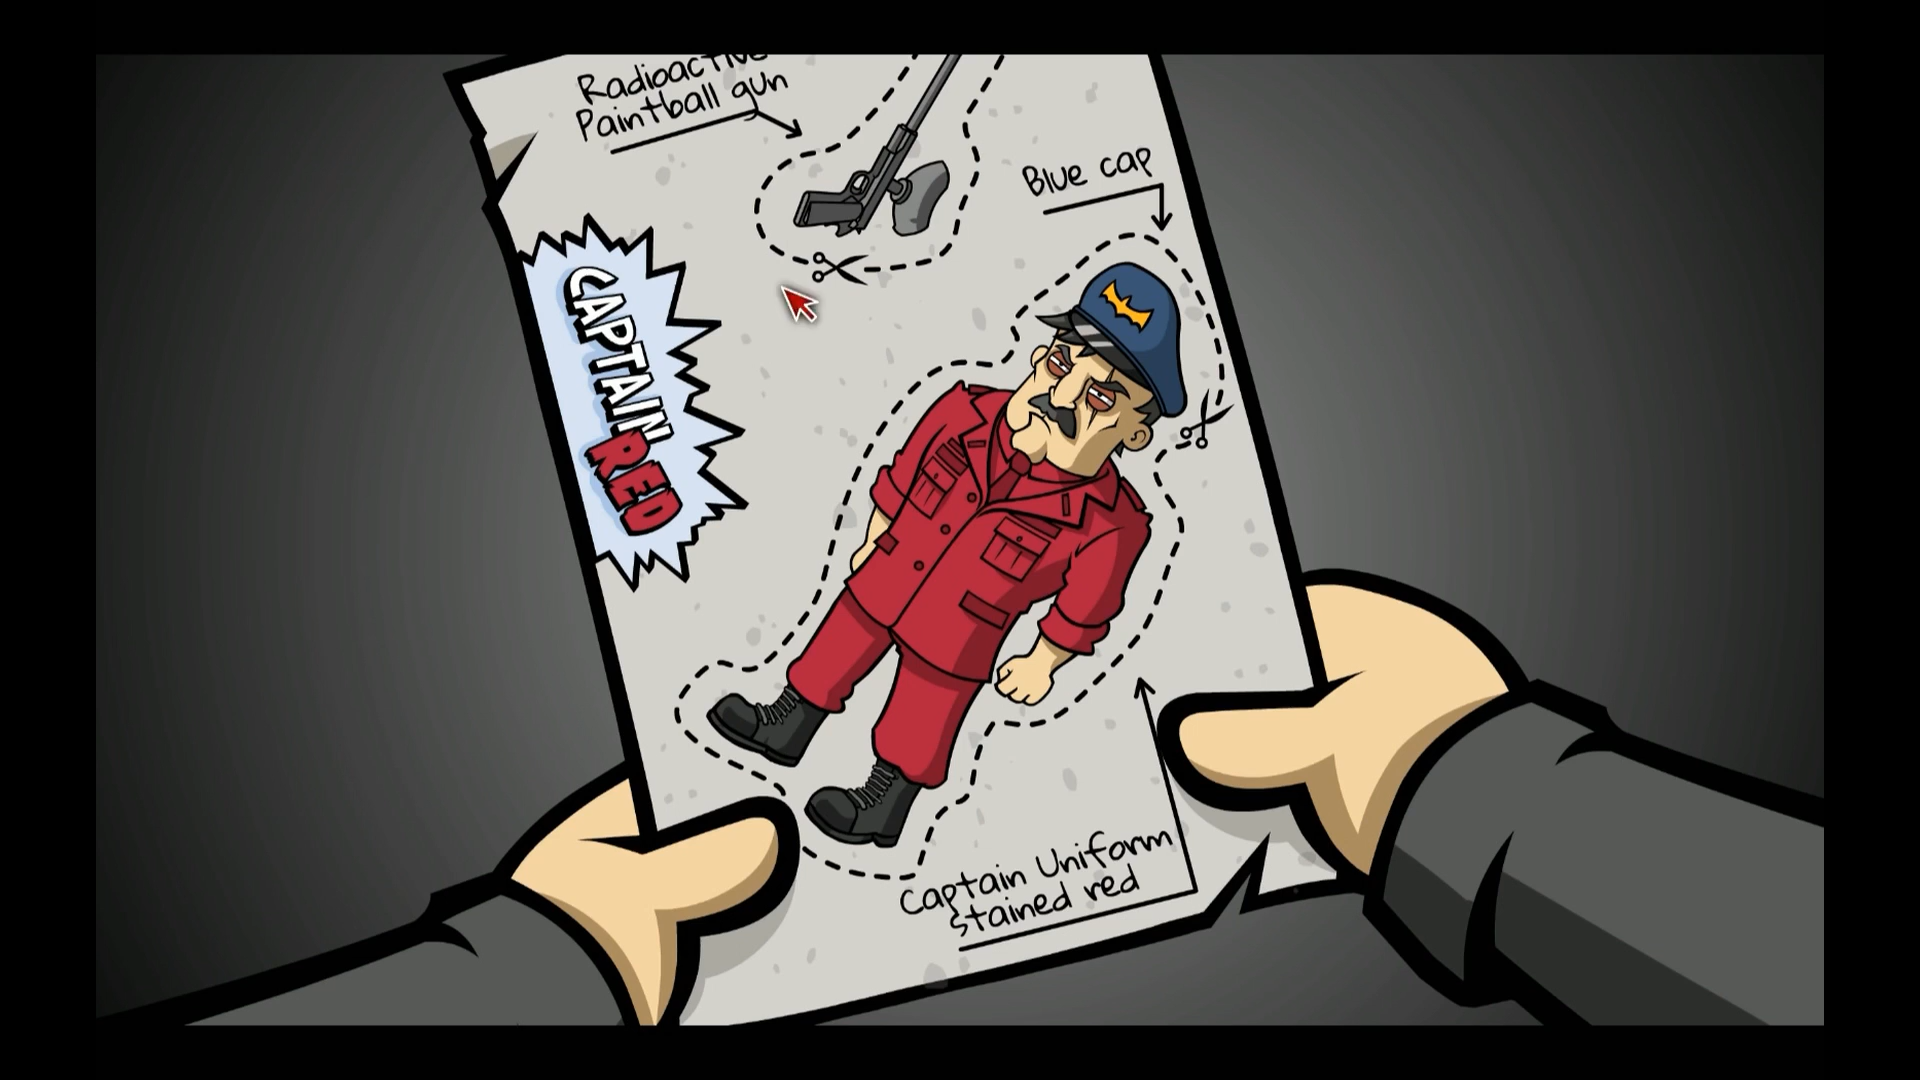 Radioactive
Paintball gun
Blue cap
CAPTAIN
RED
Captain Uniform
stained red